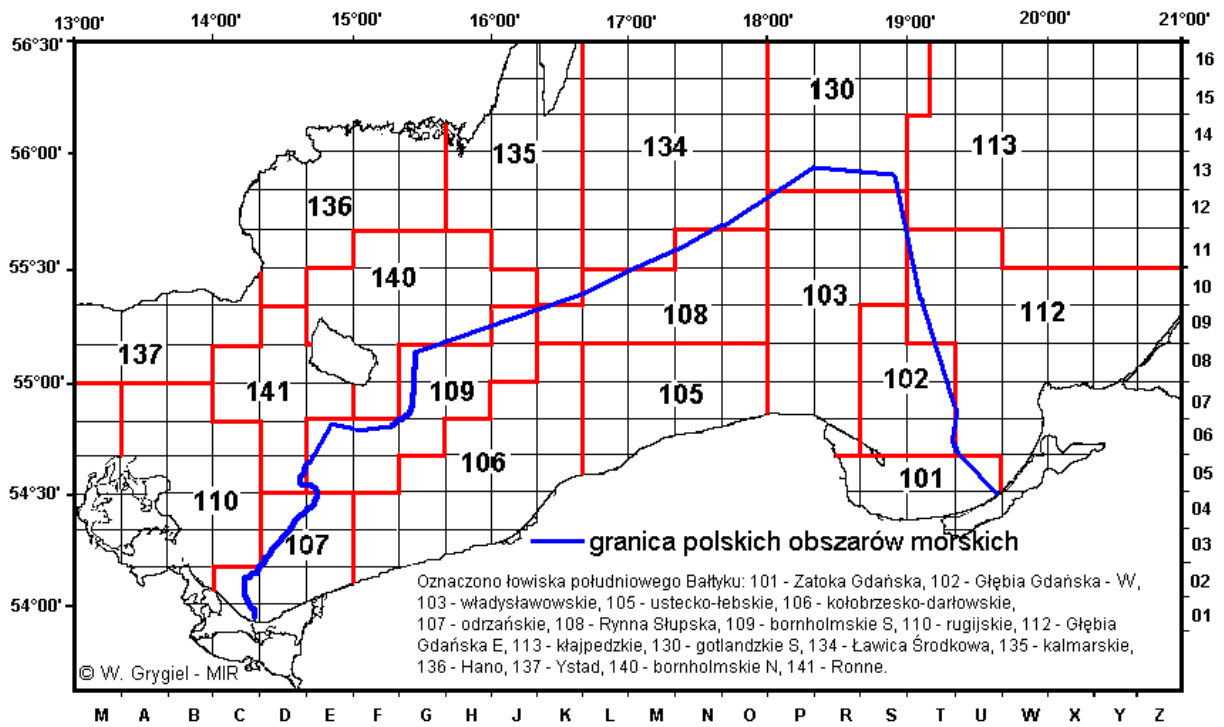 13°00' 14°00' 15°00' 16°00' 17°00' 18°00' 19°00' 20°00' 21°00'
56°30'
16
130
15
14
56°00'
135 134 113
13
136
12
11
55°30'
140
103
10
108 112
09
137
08
55°00'
141 109 105 102
07
06
106
05
54°30'
110 101
04
107
granica polskich obszarów morskich
03
Oznaczono łowiska południowego Bałtyku: 101 - Zatoka Gdańska, 102 - Głębia Gdańska - W,
02
54°00'
103 - władysławowskie, 105 - ustecko-łebskie, 106 - kołobrzesko-darłowskie,
01
107 - odrzańskie, 108 - Rynna Słupska, 109 - bornholmskie S, 110 - rugijskie, 112 - Głębia
Gdańska E, 113 - kłajpedzkie, 130 - gotlandzkie S, 134 - Ławica Środkowa, 135 - kalmarskie,
136 - Hano, 137 - Ystad, 140 - bornholmskie N, 141 - Ronne.
© W. Grygiel - MIR
M A B C D E F G H J K L M N O P R S T U W X Y Z